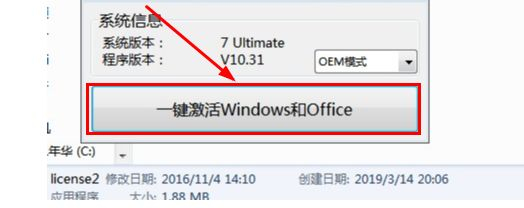 系统信息
系统版本： 7 Ultimate
程序版本： V10.31
OEM模式
一键激活Windows和Office
年华 (C:)
license2 修改日期: 2016/11/4 14:10 创建日期: 2019/3/14 20:06
应用程序 大小: 1.88 MB